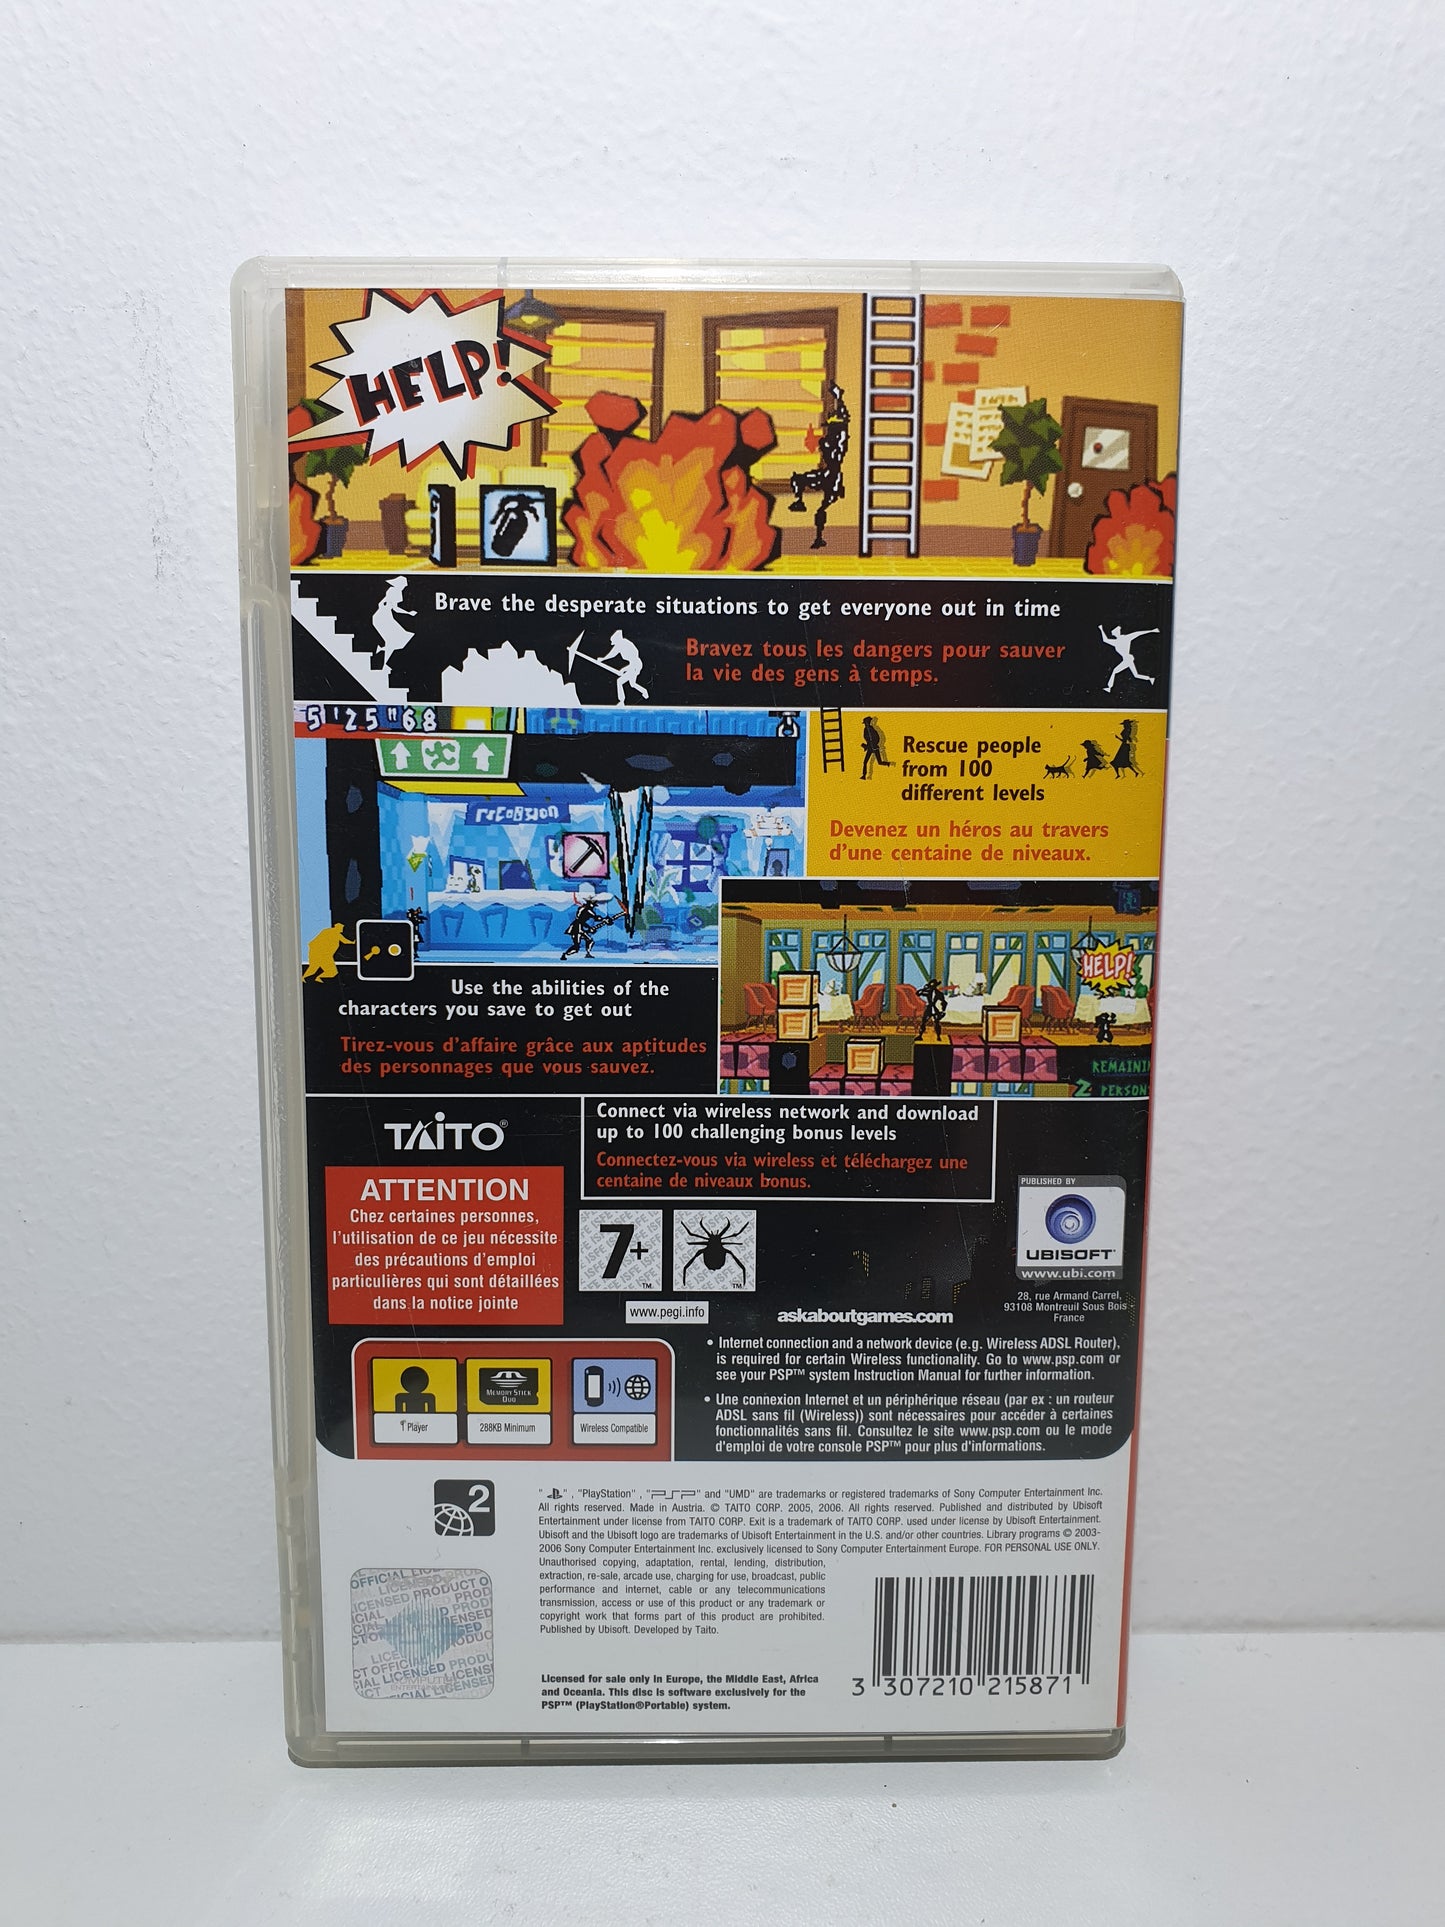 HELP!
Brave the desperate situations to get everyone out in time
Bravez tous les dangers pour sauver
la vie des gens à temps.
5'25"68
Rescue people
from 100
different levels
Devenez un héros au travers
d'une centaine de niveaux.
HELP!
REMAINI
2 PERSON
Use the abilities of the
characters you save to get out
Tirez-vous d'affaire grâce aux aptitudes
des personnages que vous sauvez.
TAITO®
Connect via wireless network and download
up to 100 challenging bonus levels
Connectez-vous via wireless et téléchargez une
centaine de niveaux bonus.
ATTENTION
Chez certaines personnes,
l'utilisation de ce jeu nécessite
des précautions d'emploi
particulières qui sont détaillées
dans la notice jointe
7+
www.pegi.info
askaboutgames.com
PUBLISHED BY
UBISOFT
www.ubi.com
28, rue Armand Carrel,
93108 Montreuil Sous Bois
France
1 Player
MEMORY STICK
DUO
288KB Minimum
Wireless Compatible
• Internet connection and a network device (e.g. Wireless ADSL Router),
is required for certain Wireless functionality. Go to www.psp.com or
see your PSP™ system Instruction Manual for further information.
• Une connexion Internet et un périphérique réseau (par ex : un routeur
ADSL sans fil (Wireless)) sont nécessaires pour accéder à certaines
fonctionnalités sans fil. Consultez le site www.psp.com ou le mode
d'emploi de votre console PSP™ pour plus d'informations.
2
" ", "PlayStation", "PSP" and "UMD" are trademarks or registered trademarks of Sony Computer Entertainment Inc.
All rights reserved. Made in Austria. © TAITO CORP. 2005, 2006. All rights reserved. Published and distributed by Ubisoft
Entertainment under license from TAITO CORP. Exit is a trademark of TAITO CORP. used under license by Ubisoft Entertainment.
Ubisoft and the Ubisoft logo are trademarks of Ubisoft Entertainment in the U.S. and/or other countries. Library programs © 2003-
2006 Sony Computer Entertainment Inc. exclusively licensed to Sony Computer Entertainment Europe. FOR PERSONAL USE ONLY.
Unauthorised copying, adaptation, rental, lending, distribution,
extraction, re-sale, arcade use, charging for use, broadcast, public
performance and internet, cable or any telecommunications
transmission, access or use of this product or any trademark or
copyright work that forms part of this product are prohibited.
Published by Ubisoft. Developed by Taito.
Licensed for sale only in Europe, the Middle East, Africa
and Oceania. This disc is software exclusively for the
PSP™ (PlayStation®Portable) system.
3 307210 215871